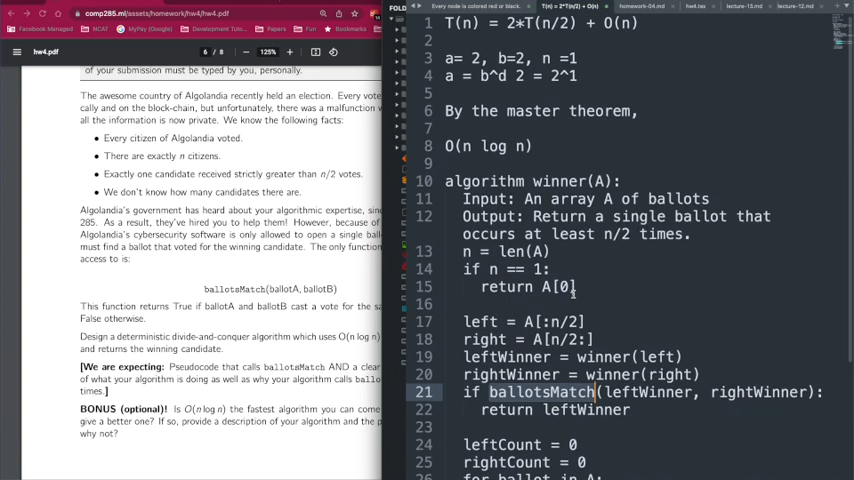 comp285.ml/assets/homework/hw4/hw4.pdf
Facebook Managed
NCAT
MyPay (Banner)
Development Tuto...
Fun
Bookmarks
hw4.pdf
6 / 8
125%
of your submission must be typed by you, personally.
The awesome country of Algolandia recently held an election. Every vote
cally and on the block-chain, but unfortunately, there was a malfunction
all the information is now private. We know the following facts:
• Every citizen of Algolandia voted.
• There are exactly n citizens.
• Exactly one candidate received strictly greater than n/2 votes.
• We don't know how many candidates there are.
Algolandia's government has heard about your algorithmic expertise, sinc
285. As a result, they've hired you to help them! However, because of
Algolandia's cybersecurity software is only allowed to open a single ball
must find a ballot that voted for the winning candidate. The only function
access to is:
ballotsMatch(ballotA, ballotB)
This function returns True if ballotA and ballotB cast a vote for the sa
False otherwise.
Design a deterministic divide-and-conquer algorithm which uses O(n log n)
and returns the winning candidate.
[We are expecting: Pseudocode that calls ballotsMatch AND a clear
of what your algorithm is doing as well as why your algorithm calls ballo
times.]
BONUS (optional)! Is O(n log n) the fastest algorithm you can come
give a better one? If so, provide a description of your algorithm and the p
why not?
FOLD
Every node is colored
T(n) = 2*T(n/2) + O(n)
homework-04.md
hw4.tex
lecture-13.md
lecture-12.md
1 T(n) = 2*T(n/2) + O(n)
2
3 a= 2, b=2, n =1
4 a = b^d 2 = 2^1
5
6 By the master theorem,
7
8 O(n log n)
9
10 algorithm winner(A):
11 Input: An array A of ballots
12 Output: Return a single ballot that
occurs at least n/2 times.
13 n = len(A)
14 if n == 1:
15 return A[0]
16
17 left = A[:n/2]
18 right = A[n/2:]
19 leftWinner = winner(left)
20 rightWinner = winner(right)
21 if ballotsMatch(leftWinner, rightWinner):
22 return leftWinner
23
24 leftCount = 0
25 rightCount = 0
26 for ballot in A: